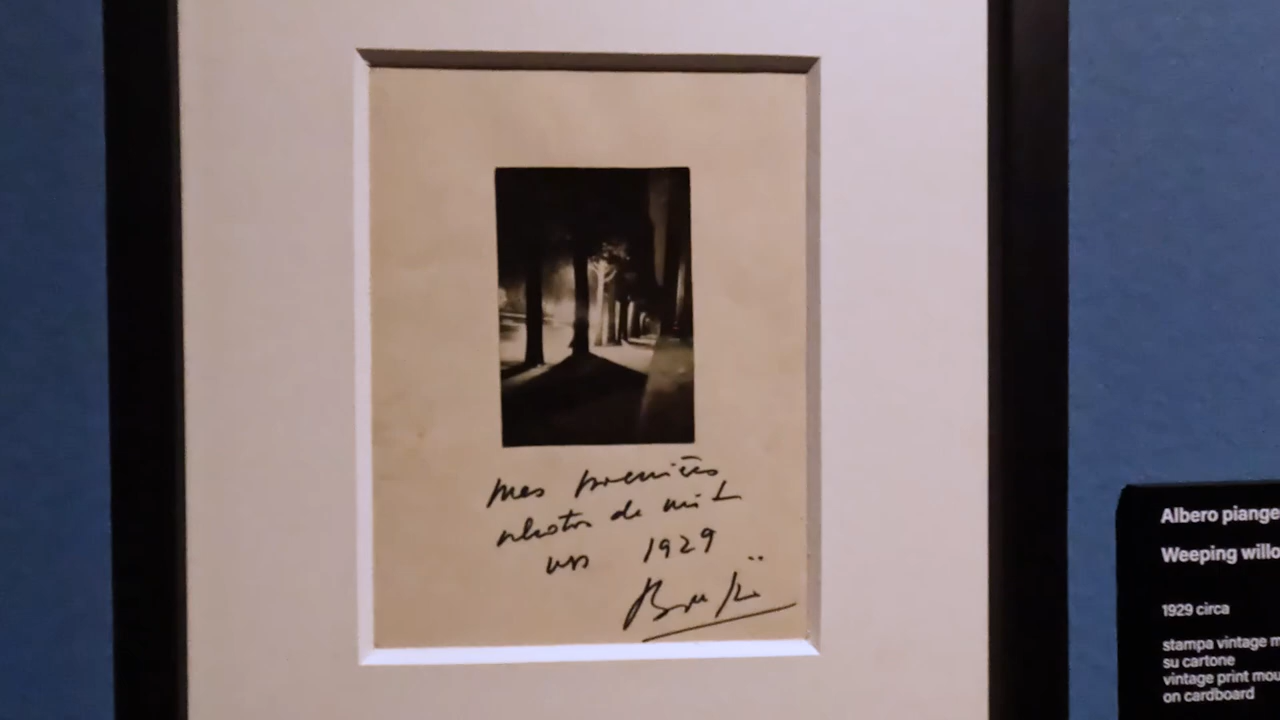 Mes premières
photos de nuit
vers 1929
Brassaï
Albero piange
Weeping willo
1929 circa
stampa vintage m
su cartone
vintage print mou
on cardboard